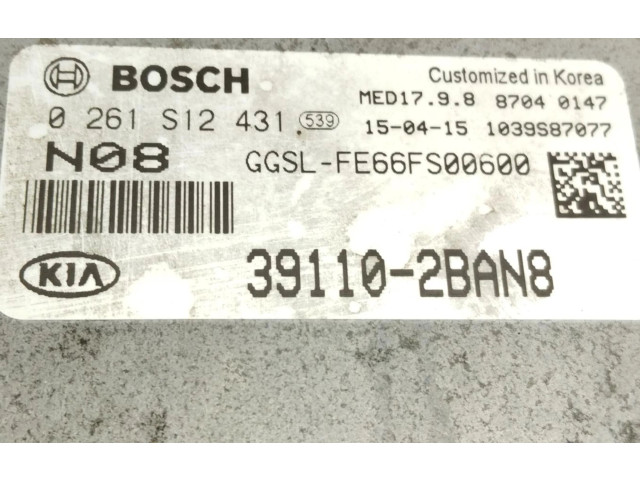 BOSCH
Customized in Korea
MED17.9.8 8704 0147
0 261 S12 431. 539
15-04-15 1039S87077
N08
GGSL-FE66FS00600
KIA
39110-2BAN8